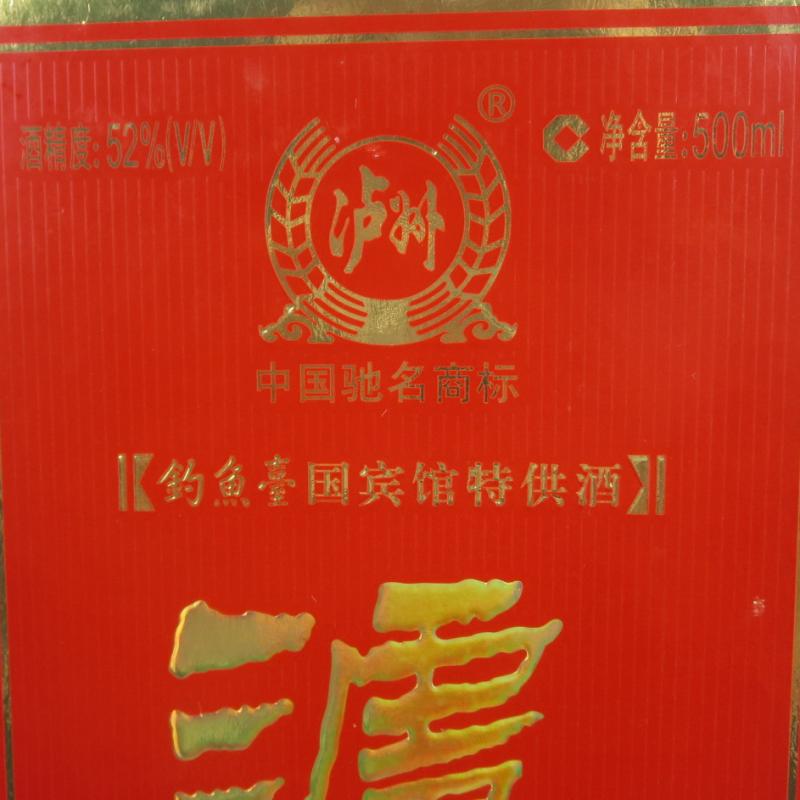 酒精度:52%(V/V)
®
净含量:500ml
泸州
中国驰名商标
【釣魚臺国宾馆特供酒】